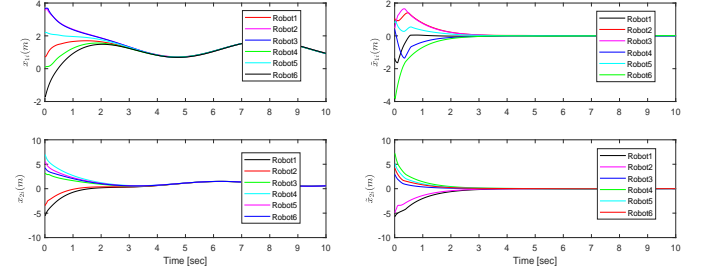 x1i(m)
4
2
0
-2
0 1 2 3 4 5 6 7 8 9 10
Robot1
Robot2
Robot3
Robot4
Robot5
Robot6
x̃1i(m)
2
0
-2
-4
0 1 2 3 4 5 6 7 8 9 10
Robot1
Robot2
Robot3
Robot4
Robot5
Robot6
x2i(m)
10
5
0
-5
-10
0 1 2 3 4 5 6 7 8 9 10
Time [sec]
Robot1
Robot2
Robot3
Robot4
Robot5
Robot6
x̃2i(m)
10
5
0
-5
-10
0 1 2 3 4 5 6 7 8 9 10
Time [sec]
Robot1
Robot2
Robot3
Robot4
Robot5
Robot6